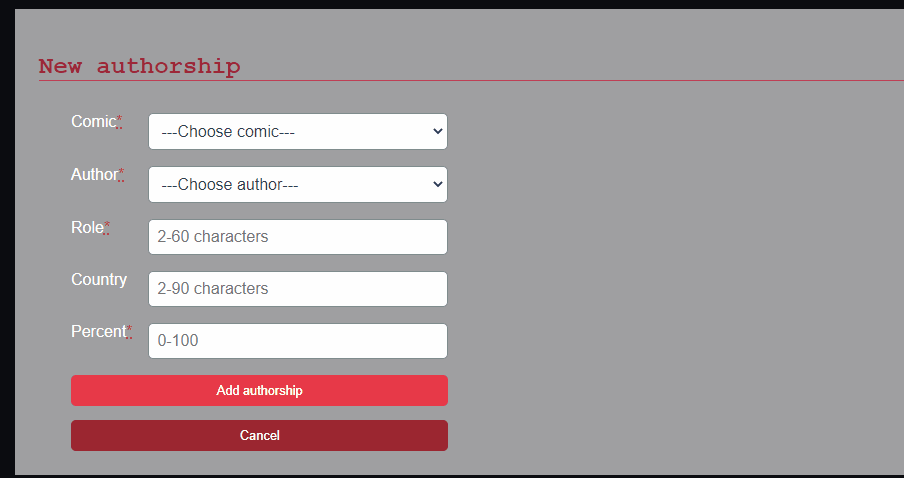 New authorship
Comic*
---Choose comic---
Author*
---Choose author---
Role*
2-60 characters
Country
2-90 characters
Percent*
0-100
Add authorship
Cancel